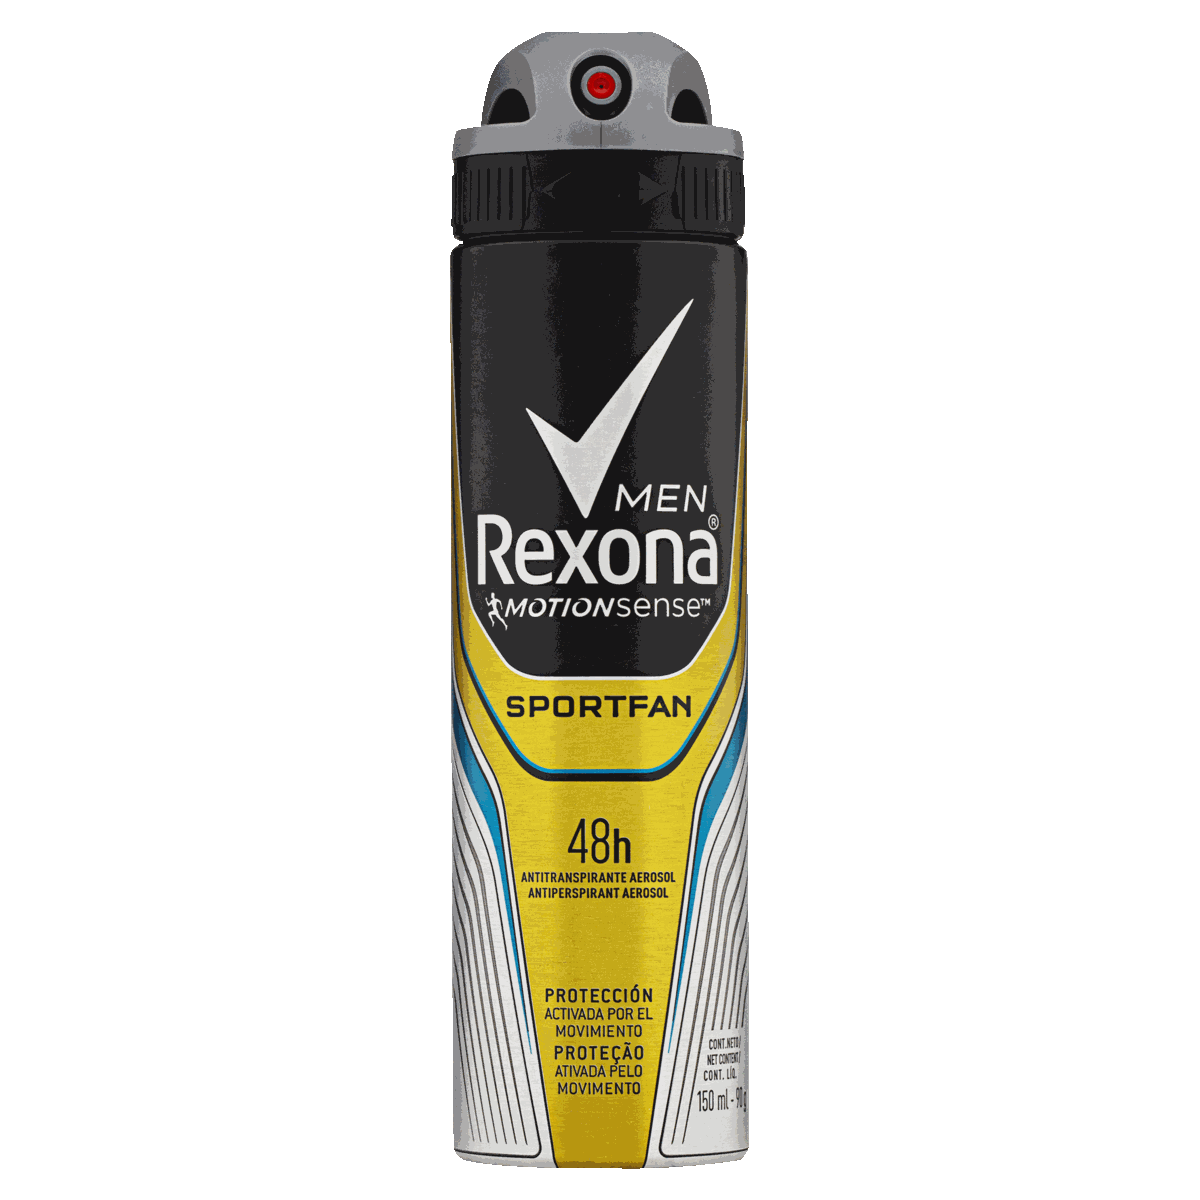 MEN
Rexona®
MOTIONsense™
SPORTFAN
48h
ANTITRANSPIRANTE AEROSOL
ANTIPERSPIRANT AEROSOL
PROTECCIÓN
ACTIVADA POR EL
MOVIMIENTO
PROTEÇÃO
ATIVADA PELO
MOVIMENTO
CONT.NETO/
NET CONTENT/
CONT. LÍQ.
150 ml - 90 g